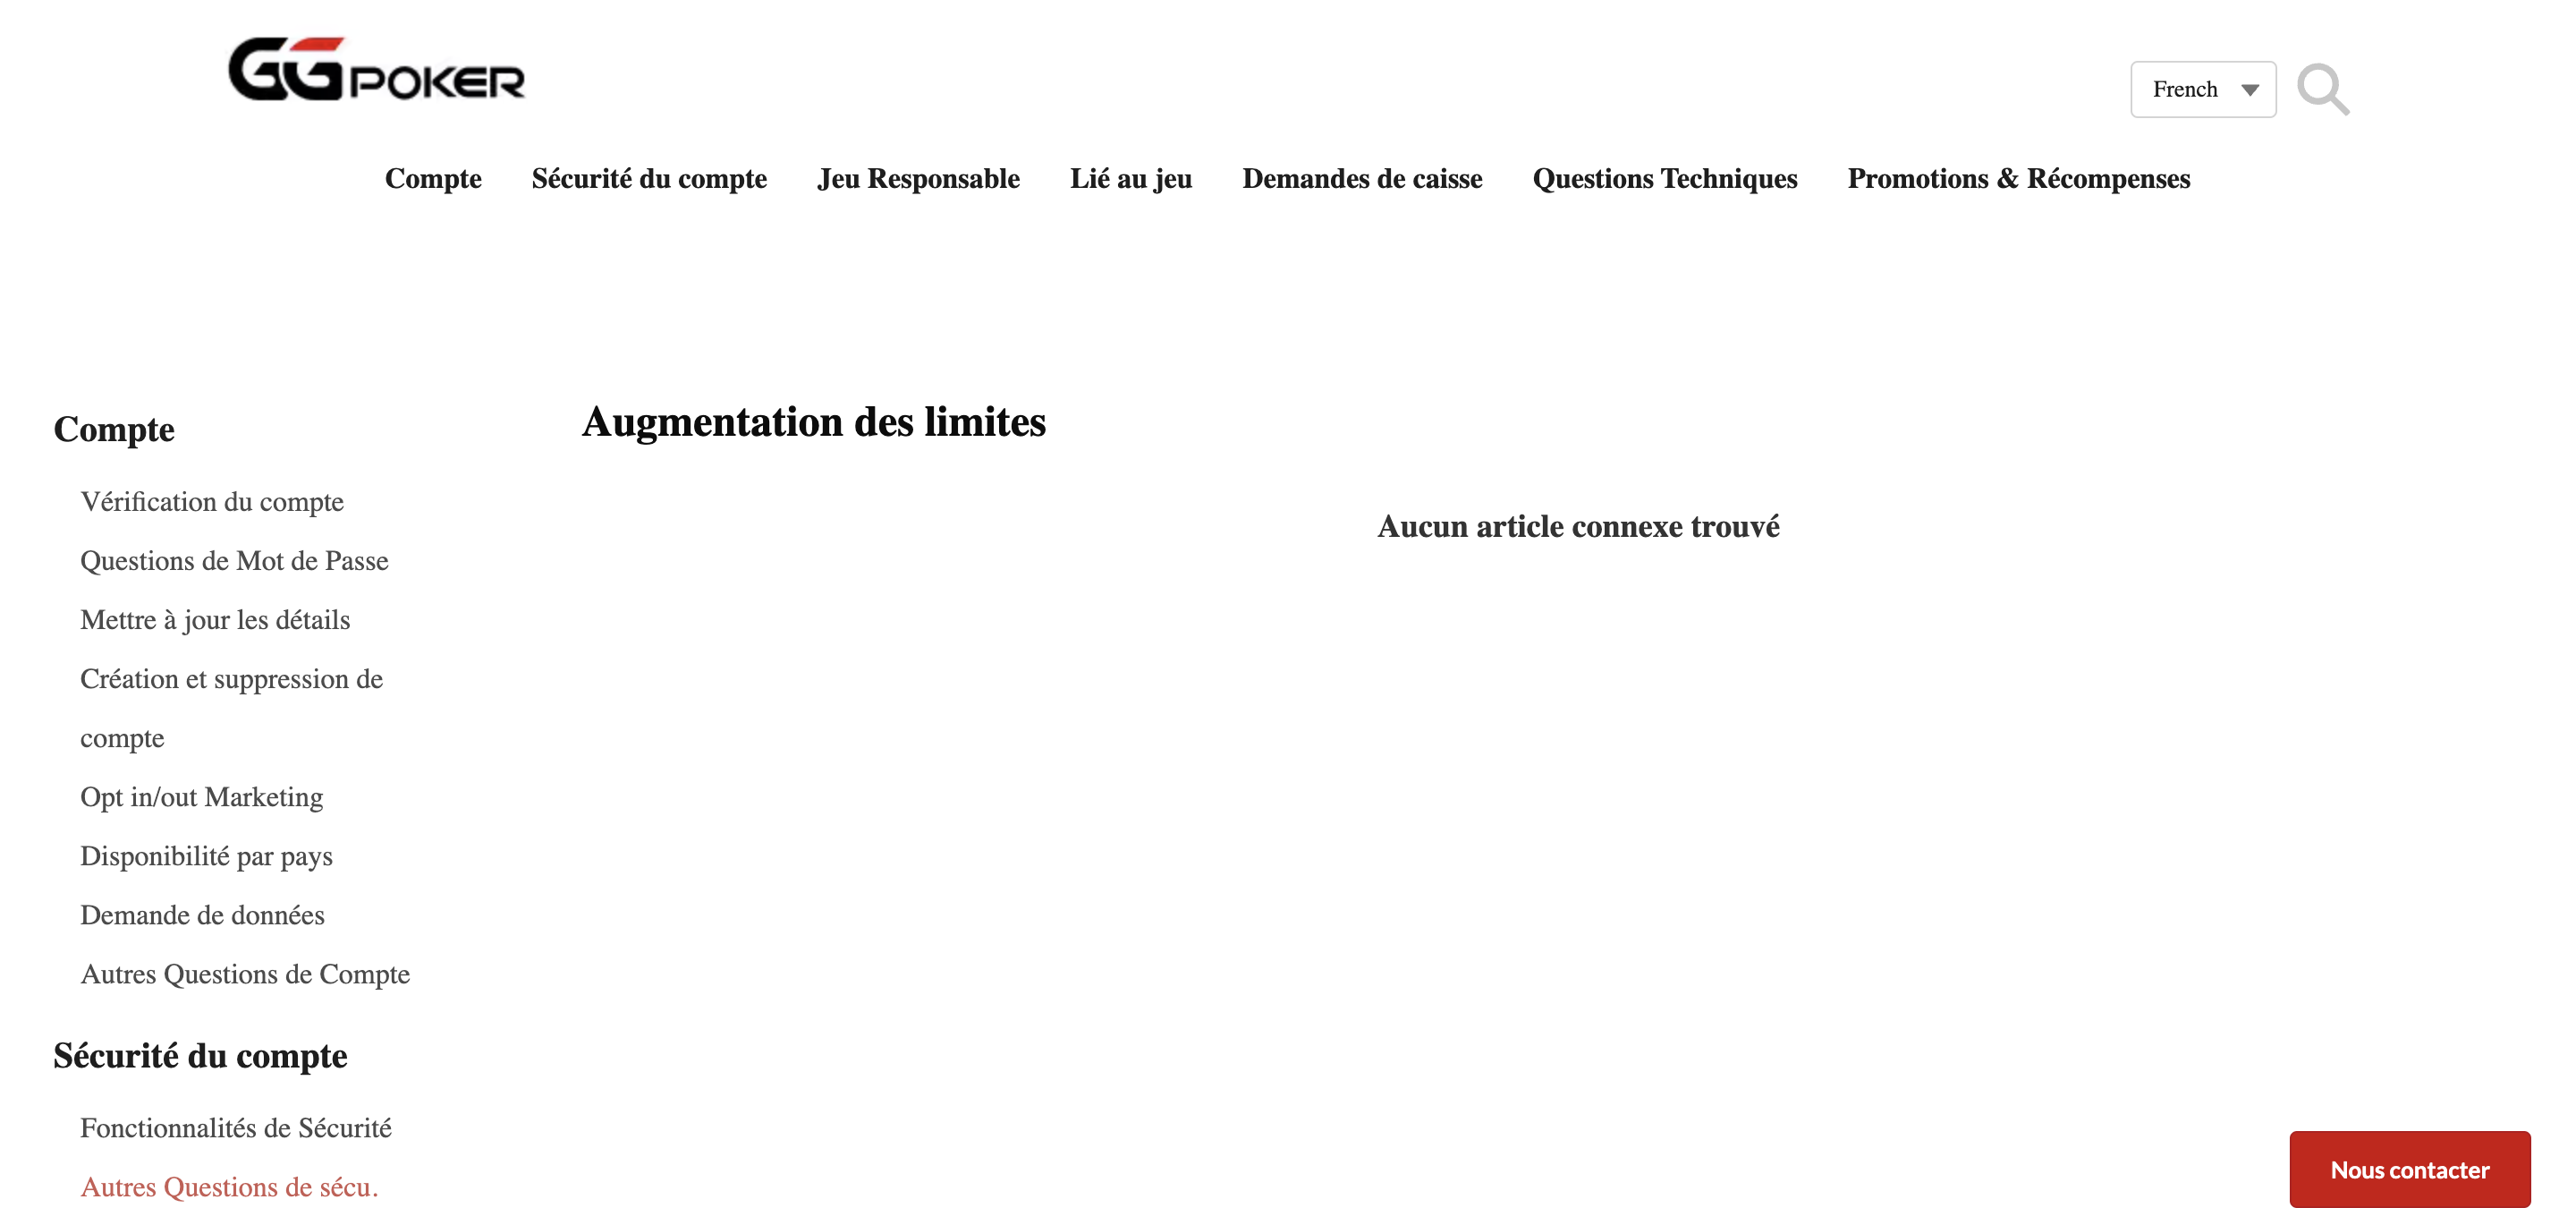 GGPOKER
French
Compte Sécurité du compte Jeu Responsable Lié au jeu Demandes de caisse Questions Techniques Promotions & Récompenses
Compte
Vérification du compte
Questions de Mot de Passe
Mettre à jour les détails
Création et suppression de
compte
Opt in/out Marketing
Disponibilité par pays
Demande de données
Autres Questions de Compte
Sécurité du compte
Fonctionnalités de Sécurité
Autres Questions de sécu.
Augmentation des limites
Aucun article connexe trouvé
Nous contacter